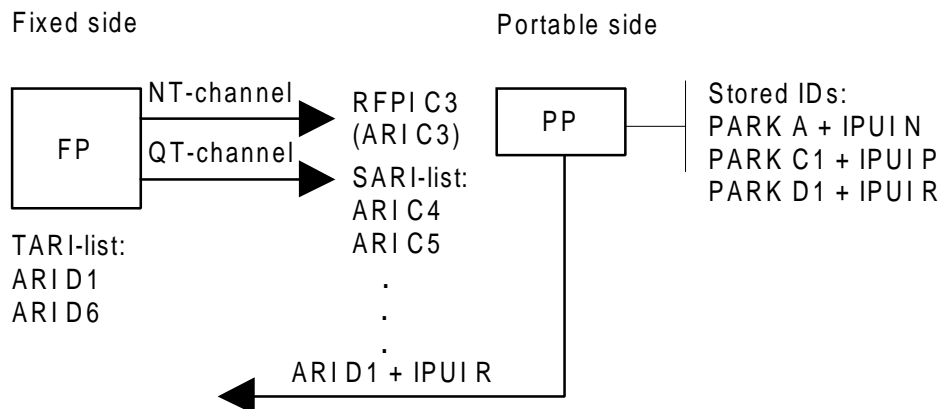 Fixed side
Portable side
NT-channel
FP
QT-channel
RFPI C3
(ARI C3)
SARI-list:
ARI C4
ARI C5
.
.
.
TARI-list:
ARI D1
ARI D6
PP
Stored IDs:
PARK A + IPUI N
PARK C1 + IPUI P
PARK D1 + IPUI R
ARI D1 + IPUI R